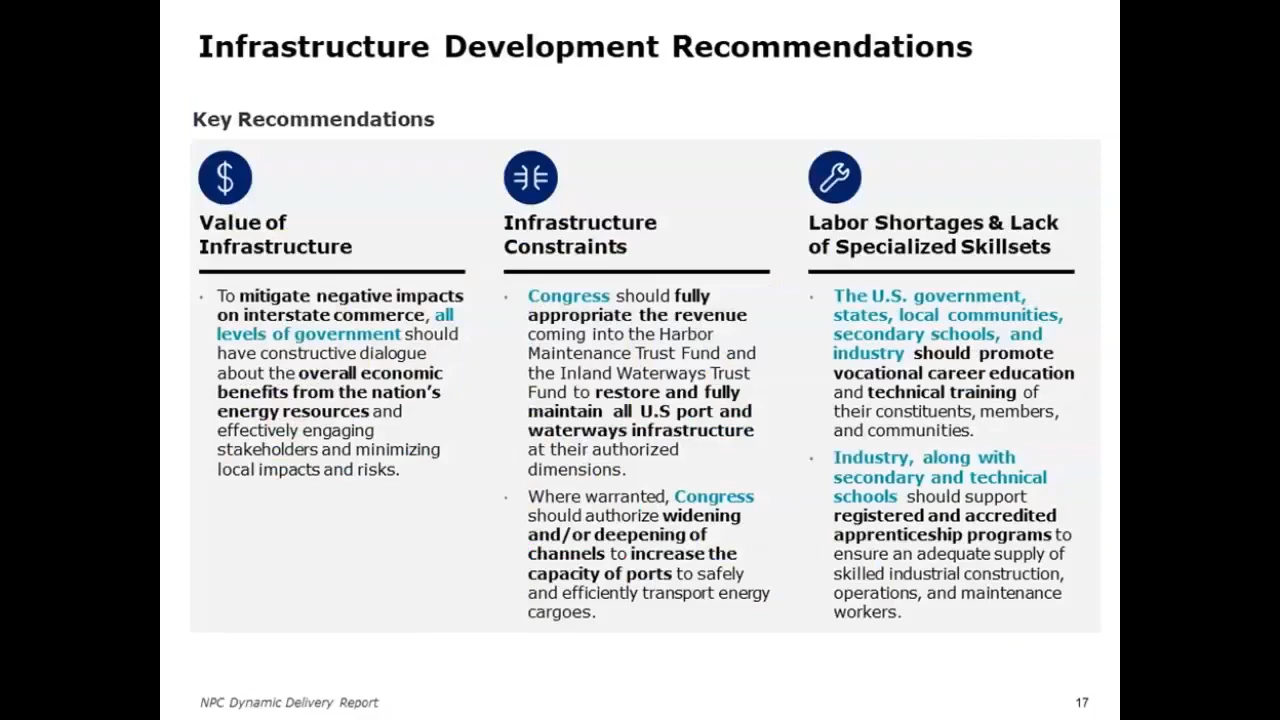 Infrastructure Development Recommendations
Key Recommendations
$
Value of
Infrastructure
· To mitigate negative impacts
on interstate commerce, all
levels of government should
have constructive dialogue
about the overall economic
benefits from the nation's
energy resources and
effectively engaging
stakeholders and minimizing
local impacts and risks.
Infrastructure
Constraints
· Congress should fully
appropriate the revenue
coming into the Harbor
Maintenance Trust Fund and
the Inland Waterways Trust
Fund to restore and fully
maintain all U.S port and
waterways infrastructure
at their authorized
dimensions.
· Where warranted, Congress
should authorize widening
and/or deepening of
channels to increase the
capacity of ports to safely
and efficiently transport energy
cargoes.
Labor Shortages & Lack
of Specialized Skillsets
· The U.S. government,
states, local communities,
secondary schools, and
industry should promote
vocational career education
and technical training of
their constituents, members,
and communities.
· Industry, along with
secondary and technical
schools should support
registered and accredited
apprenticeship programs to
ensure an adequate supply of
skilled industrial construction,
operations, and maintenance
workers.
NPC Dynamic Delivery Report
17